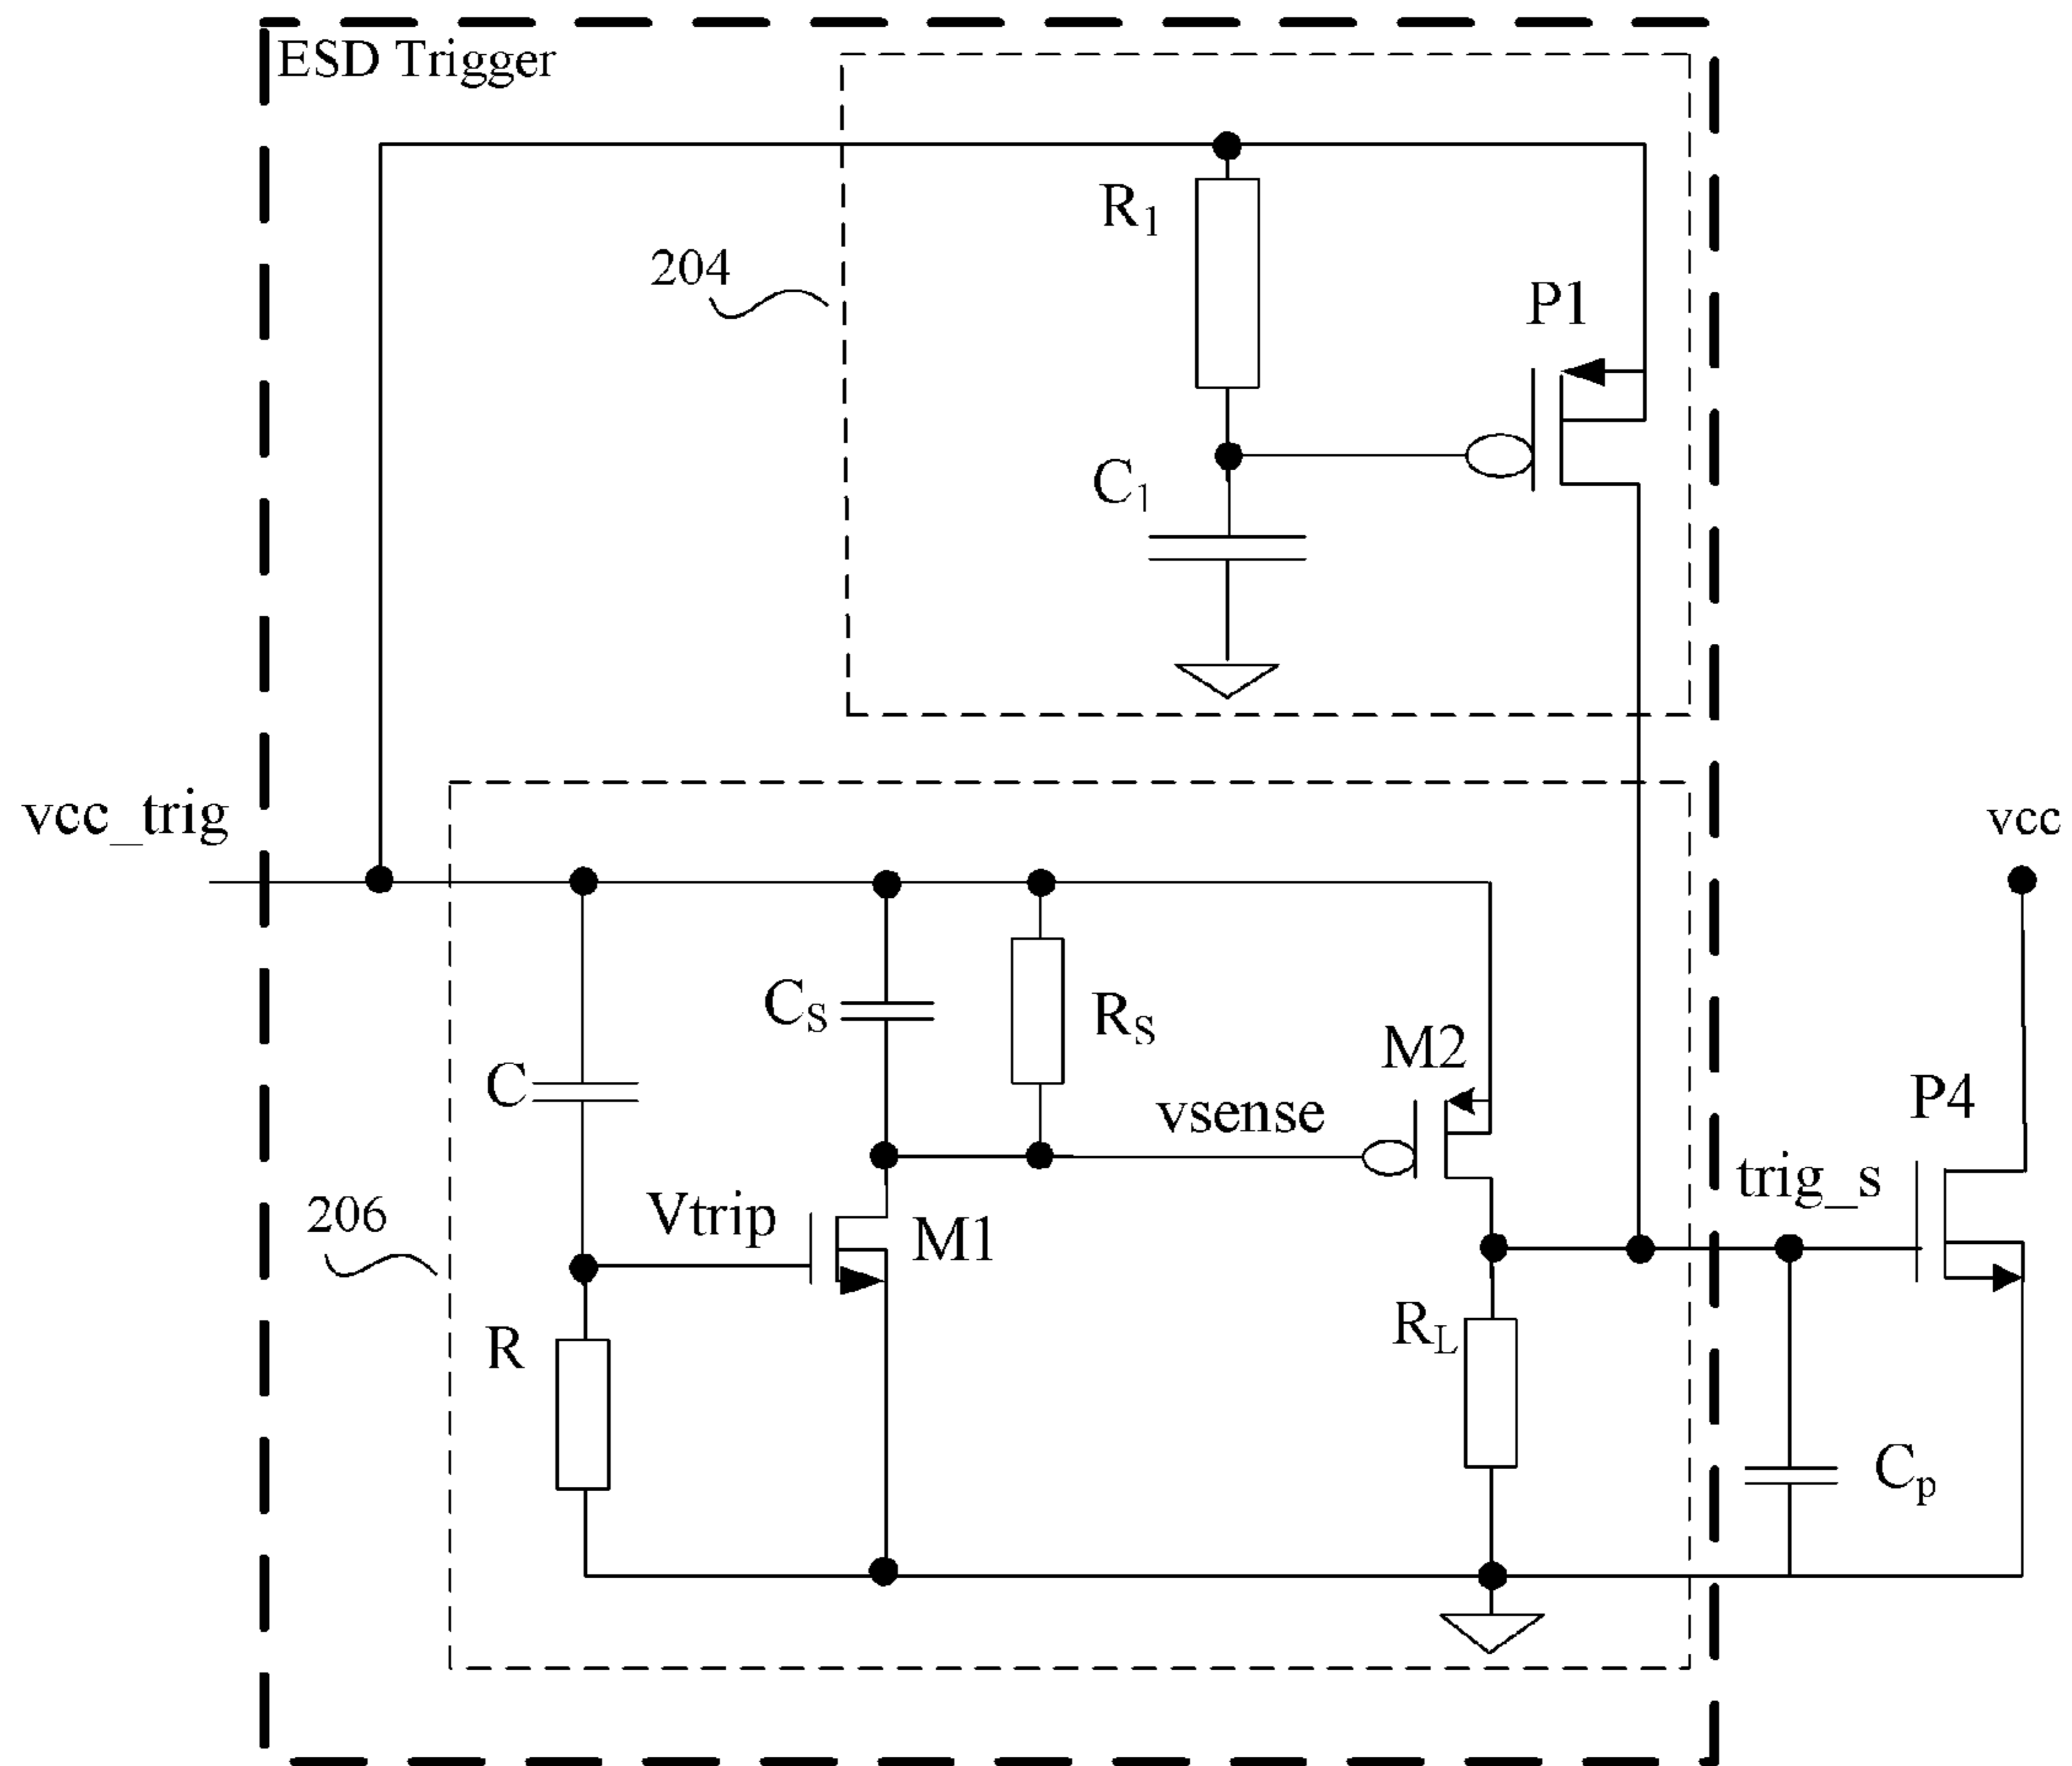 ESD Trigger
R1
204
P1
C1
vcc_trig
vcc
CS
RS
M2
C
P4
vsense
trig_s
Vtrip
206
M1
R
RL
Cp